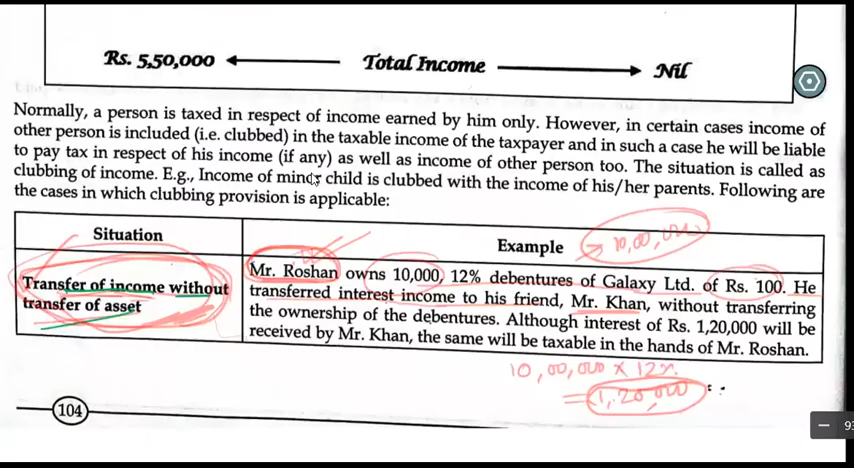 Rs. 5,50,000 Total Income Nil
Normally, a person is taxed in respect of income earned by him only. However, in certain cases income of
other person is included (i.e. clubbed) in the taxable income of the taxpayer and in such a case he will be liable
to pay tax in respect of his income (if any) as well as income of other person too. The situation is called as
clubbing of income. E.g., Income of minor child is clubbed with the income of his/her parents. Following are
the cases in which clubbing provision is applicable:
Situation
Example
10,00,000
Transfer of income without
transfer of asset
Mr. Roshan owns 10,000, 12% debentures of Galaxy Ltd. of Rs. 100. He
transferred interest income to his friend, Mr. Khan, without transferring
the ownership of the debentures. Although interest of Rs. 1,20,000 will be
received by Mr. Khan, the same will be taxable in the hands of Mr. Roshan.
10,00,000 x 12%
= 1,20,000
104
93